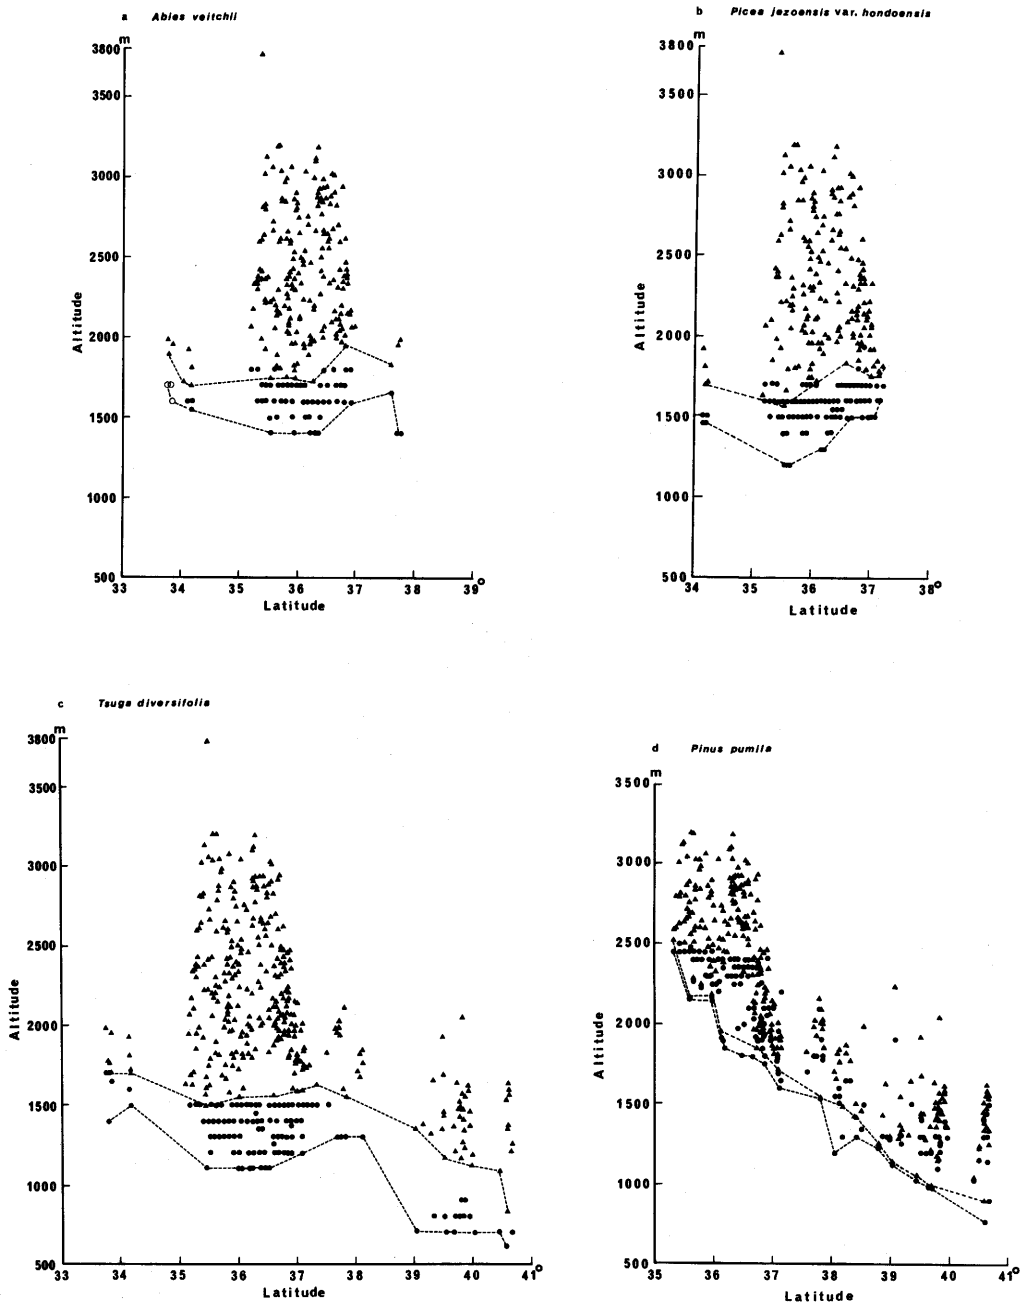 a Abies veitchii
m
3800
3500
3000
2500
2000
1500
1000
500
Altitude
33 34 35 36 37 38 39°
Latitude
b Picea jezoensis var. hondoensis
m
3800
3500
3000
2500
2000
1500
1000
500
Altitude
34 35 36 37 38°
Latitude
c Tsuga diversifolia
m
3800
3500
3000
2500
2000
1500
1000
500
Altitude
33 34 35 36 37 38 39 40 41°
Latitude
d Pinus pumila
m
3500
3000
2500
2000
1500
1000
500
Altitude
35 36 37 38 39 40 41°
Latitude